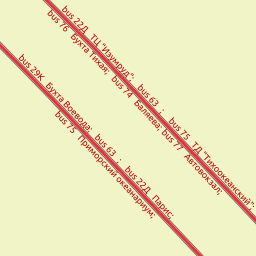 bus 22Д   ТЦ "Изумруд";   bus 63   ;   bus 75   ТД "Тихоокеанский";
bus 76   Бухта Тихая;   bus 74   Баляева; bus 77   Автовокзал;
bus 29К   Бухта Воевода;   bus 63   ;   bus 22Д   Парис;
bus 75   Приморский океанариум;